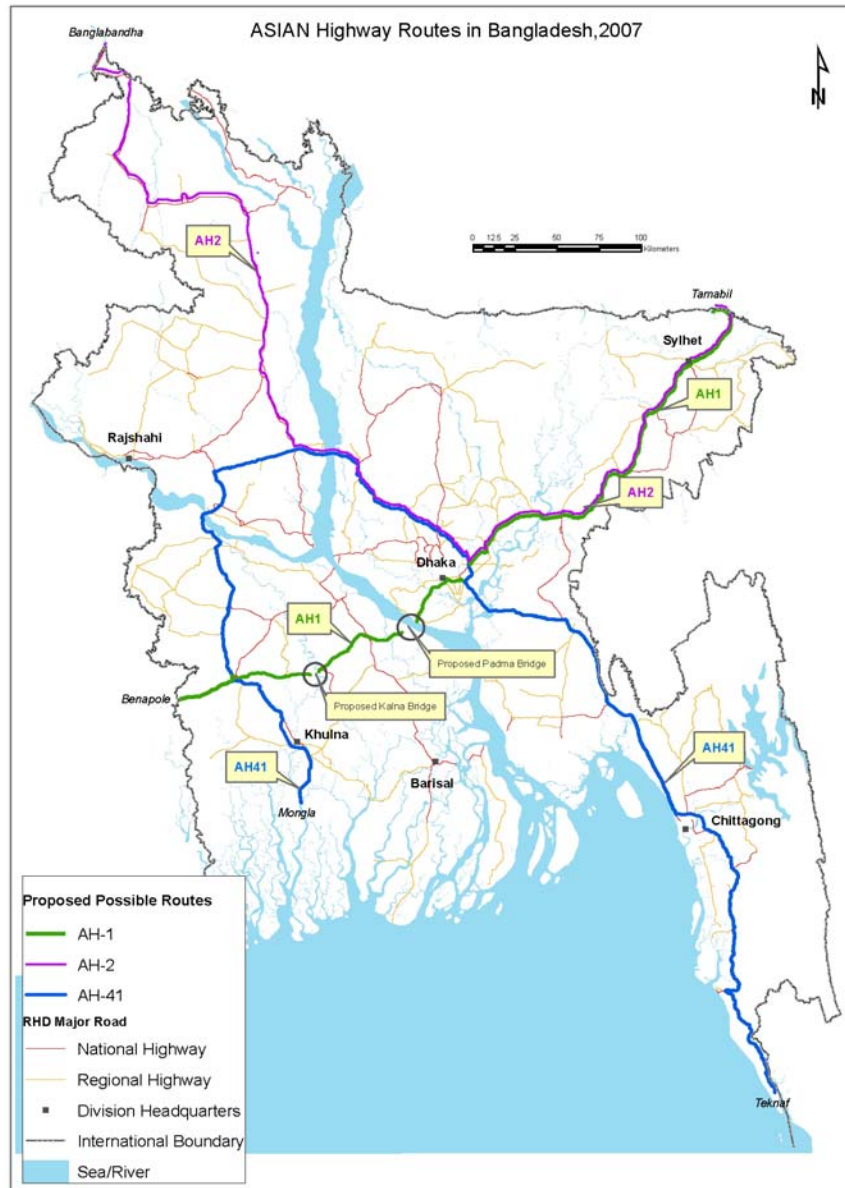 ASIAN Highway Routes in Bangladesh,2007
Banglabandha
N
AH2
0 12.5 25 50 75 100
Kilometers
Tamabil
Sylhet
AH1
AH2
Rajshahi
Dhaka
AH1
Proposed Padma Bridge
Benapole
Proposed Kalna Bridge
Khulna
AH41
Barisal
AH41
Mongla
Chittagong
Teknaf
Proposed Possible Routes
AH-1
AH-2
AH-41
RHD Major Road
National Highway
Regional Highway
Division Headquarters
International Boundary
Sea/River